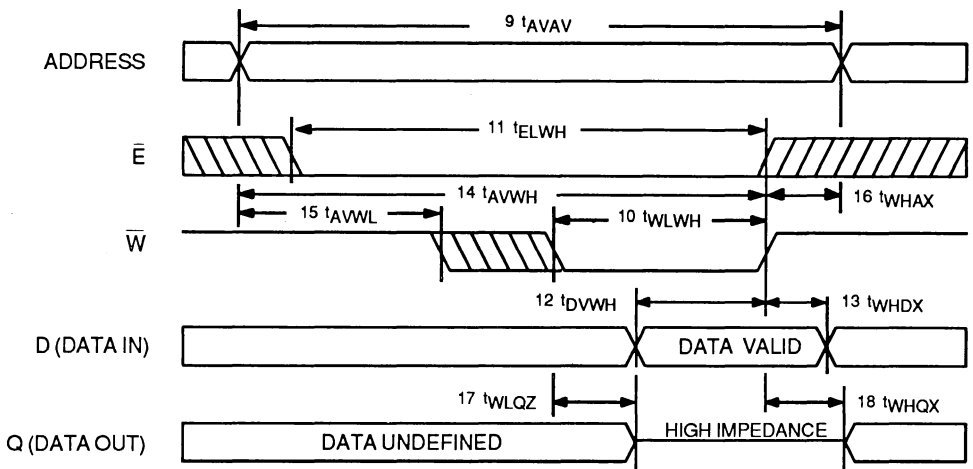 9 tAVAV
ADDRESS
11 tELWH
E̅
14 tAVWH
16 tWHAX
15 tAVWL
10 tWLWH
W̅
12 tDVWH
13 tWHDX
D (DATA IN)
DATA VALID
17 tWLQZ
18 tWHQX
Q (DATA OUT)
DATA UNDEFINED
HIGH IMPEDANCE